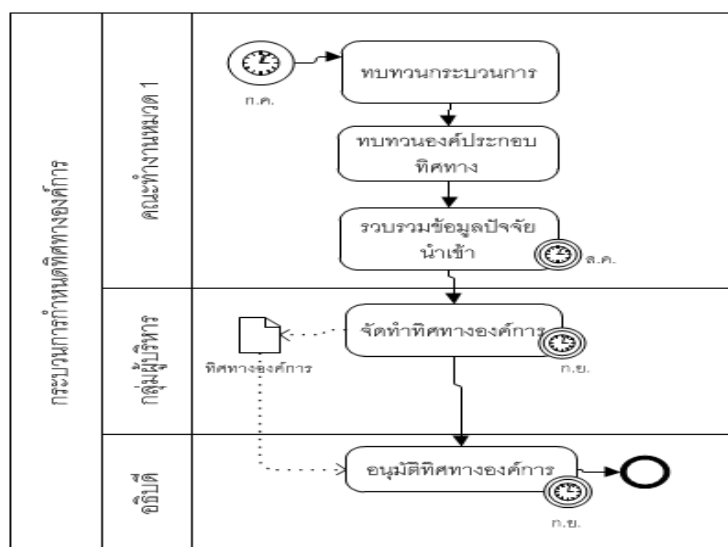 กระบวนการกำหนดทิศทางองค์การ
คณะทำงานหมวด 1
ก.ค.
ทบทวนกระบวนการ
ทบทวนองค์ประกอบ
ทิศทาง
รวบรวมข้อมูลปัจจัย
นำเข้า
ส.ค.
กลุ่มผู้บริหาร
จัดทำทิศทางองค์การ
ทิศทางองค์การ
ก.ย.
อธิบดี
อนุมัติทิศทางองค์การ
ก.ย.